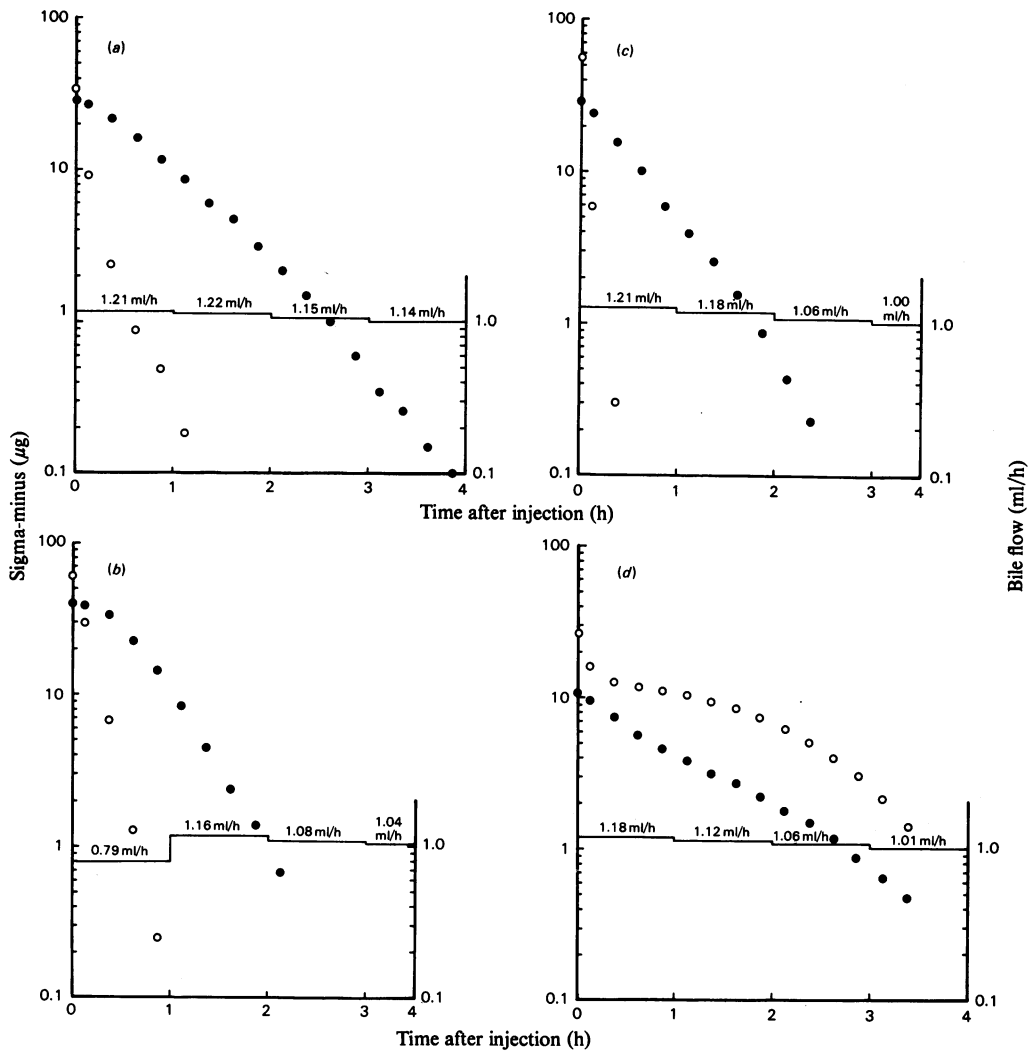 100
(a)
10
1.21 ml/h
1.22 ml/h
1.15 ml/h
1.14 ml/h
1
1.0
0.1
0.1
0
1
2
3
4
100
(c)
10
1.21 ml/h
1.18 ml/h
1.06 ml/h
1.00
ml/h
1
1.0
0.1
0.1
0
1
2
3
4
Time after injection (h)
Sigma-minus (μg)
Bile flow (ml/h)
100
(b)
10
0.79 ml/h
1.16 ml/h
1.08 ml/h
1.04
ml/h
1
1.0
0.1
0.1
0
1
2
3
4
100
(d)
10
1.18 ml/h
1.12 ml/h
1.06 ml/h
1.01 ml/h
1
1.0
0.1
0.1
0
1
2
3
4
Time after injection (h)